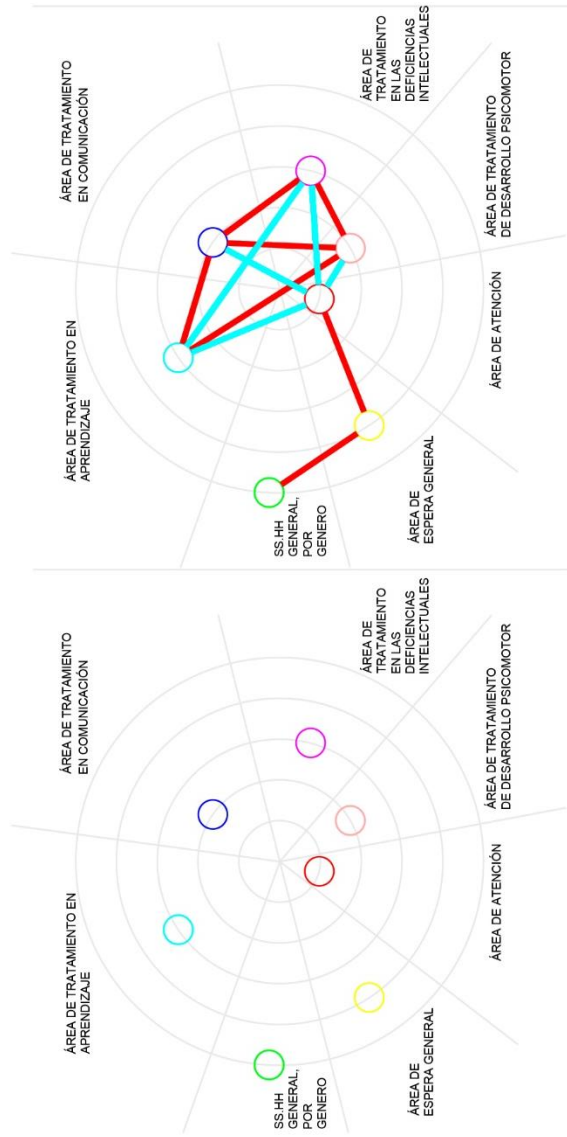 ÁREA DE TRATAMIENTO EN
APRENDIZAJE
ÁREA DE TRATAMIENTO
EN COMUNICACIÓN
SS.HH
GENERAL,
POR
GENERO
ÁREA DE
TRATAMIENTO
EN LAS
DEFICIENCIAS
INTELECTUALES
ÁREA DE
ESPERA GENERAL
ÁREA DE ATENCIÓN
ÁREA DE TRATAMIENTO
DE DESARROLLO PSICOMOTOR
ÁREA DE TRATAMIENTO EN
APRENDIZAJE
ÁREA DE TRATAMIENTO
EN COMUNICACIÓN
SS.HH
GENERAL,
POR
GENERO
ÁREA DE
TRATAMIENTO
EN LAS
DEFICIENCIAS
INTELECTUALES
ÁREA DE
ESPERA GENERAL
ÁREA DE ATENCIÓN
ÁREA DE TRATAMIENTO
DE DESARROLLO PSICOMOTOR